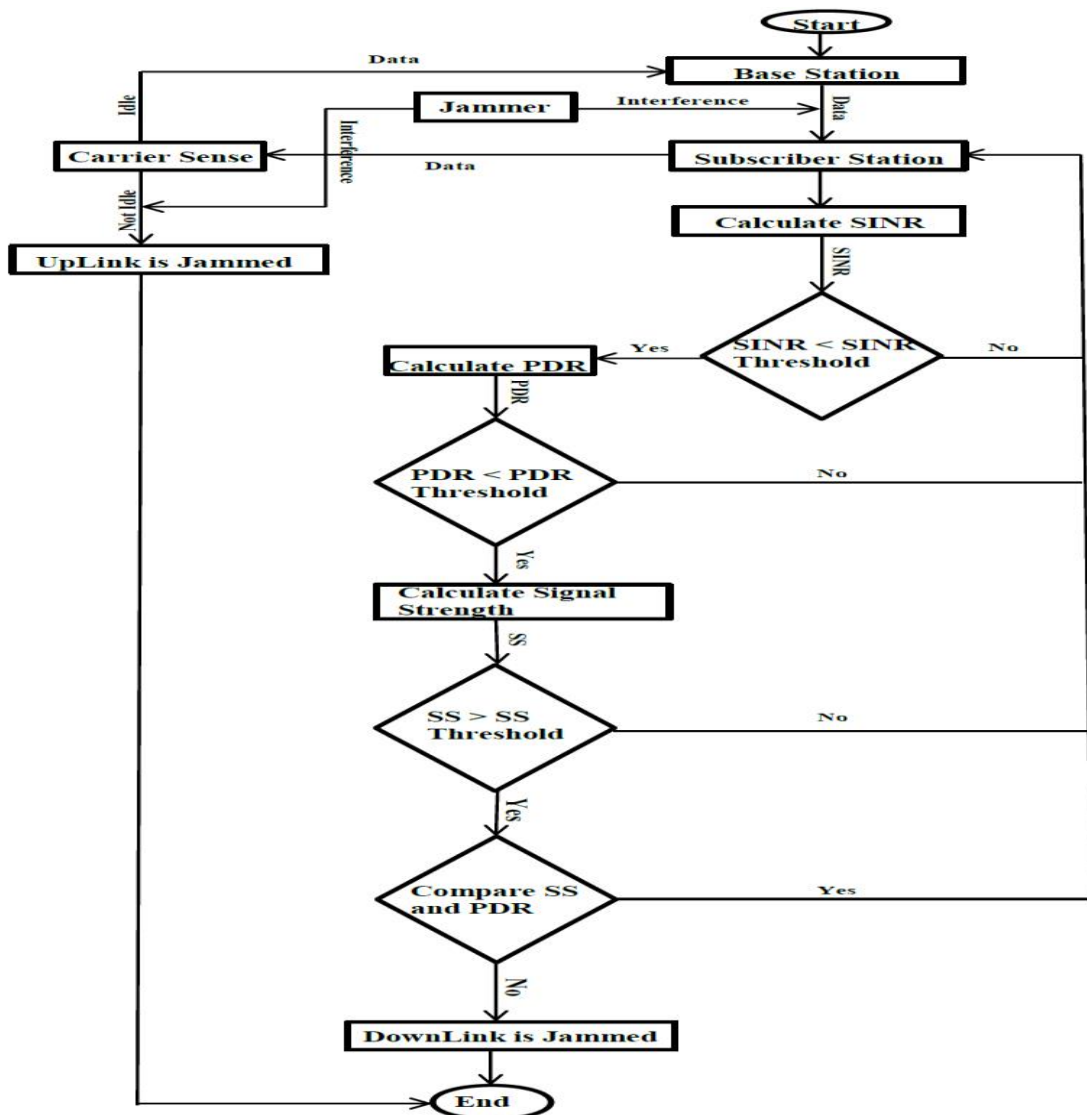 Start
Data
Base Station
Idle
Jammer
Interference
Data
Interference
Carrier Sense
Data
Subscriber Station
Not Idle
Calculate SINR
UpLink is Jammed
SINR
SINR < SINR
Threshold
Yes
No
Calculate PDR
PDR
PDR < PDR
Threshold
No
Yes
Calculate Signal
Strength
SS
SS > SS
Threshold
No
Yes
Compare SS
and PDR
Yes
No
DownLink is Jammed
End